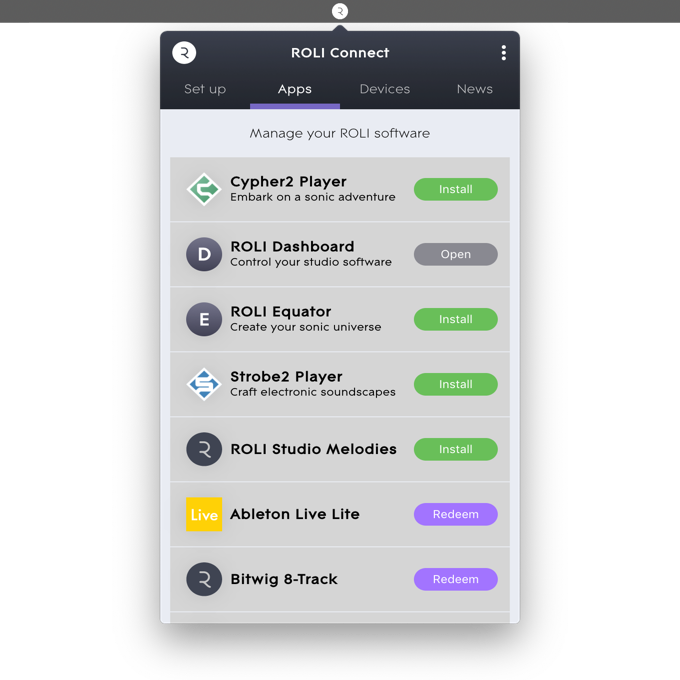 ROLI Connect
Set up Apps Devices News
Manage your ROLI software
Cypher2 Player
Embark on a sonic adventure
Install
D
ROLI Dashboard
Control your studio software
Open
E
ROLI Equator
Create your sonic universe
Install
Strobe2 Player
Craft electronic soundscapes
Install
ROLI Studio Melodies
Install
Live
Ableton Live Lite
Redeem
Bitwig 8-Track
Redeem